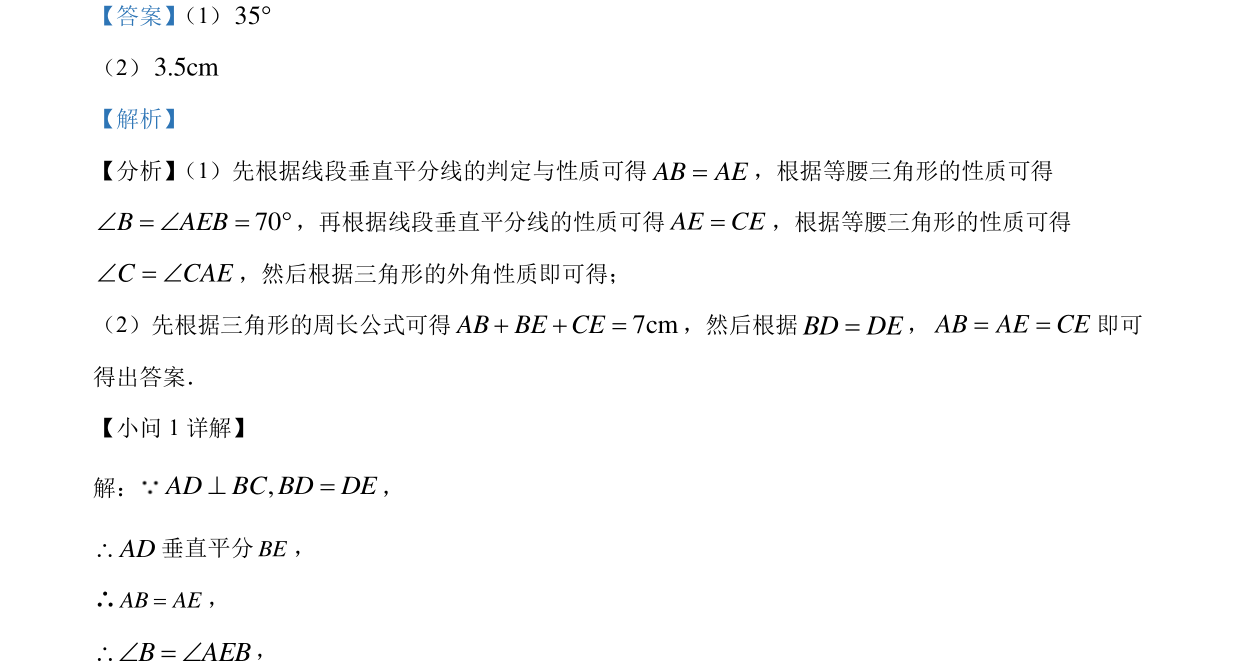 【答案】（1）35°
（2）3.5cm
【解析】
【分析】（1）先根据线段垂直平分线的判定与性质可得 AB = AE，根据等腰三角形的性质可得
∠B = ∠AEB = 70°，再根据线段垂直平分线的性质可得 AE = CE，根据等腰三角形的性质可得
∠C = ∠CAE，然后根据三角形的外角性质即可得；
（2）先根据三角形的周长公式可得 AB + BE + CE = 7cm，然后根据 BD = DE， AB = AE = CE 即可
得出答案．
【小问 1 详解】
解：∵ AD ⊥ BC, BD = DE，
∴ AD 垂直平分 BE，
∴ AB = AE，
∴ ∠B = ∠AEB，